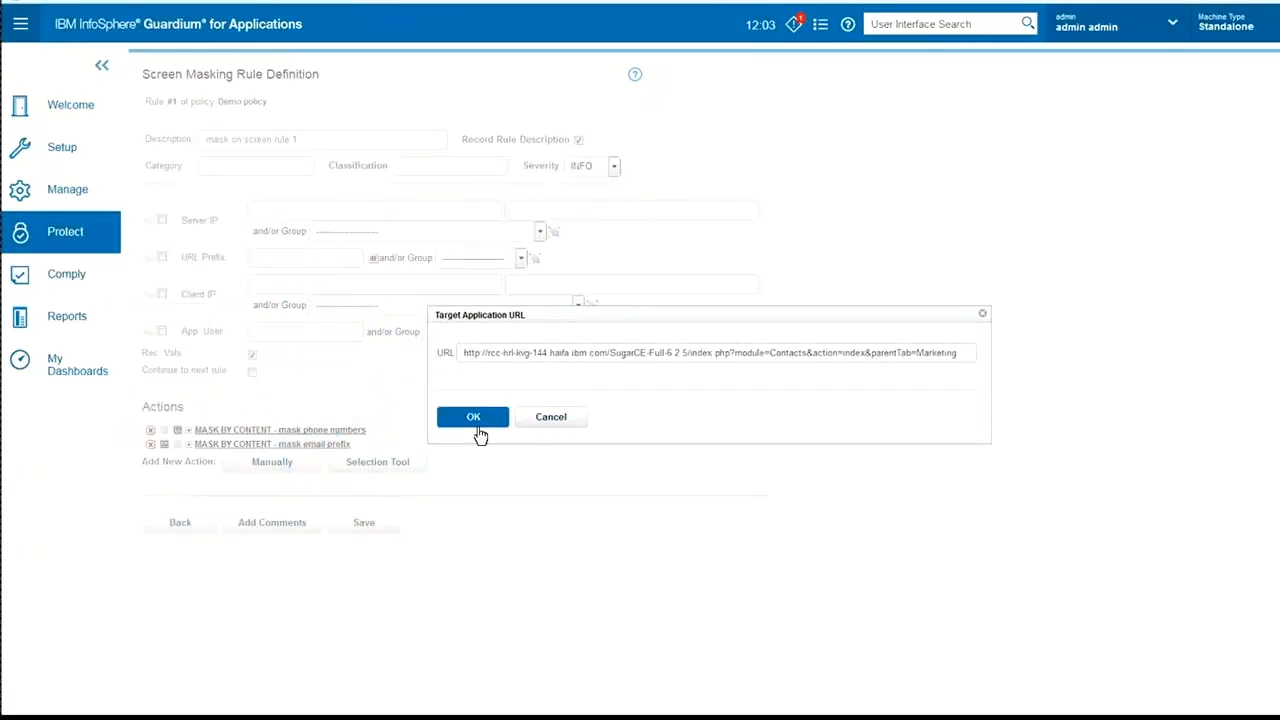 IBM InfoSphere® Guardium® for Applications
12:03
1
User Interface Search
admin
admin admin
Machine Type
Standalone
Screen Masking Rule Definition
Rule #1 of policy Demo policy
Welcome
Setup
Manage
Protect
Comply
Reports
My
Dashboards
Description mask on screen rule 1 Record Rule Description
Category Classification Severity INFO
Server IP
and/or Group
URL Prefix and/or Group
Client IP
and/or Group
App. User and/or Group
Rec. Vals
Continue to next rule
Target Application URL
URL http://rcc-hrl-kvg-144 haifa ibm com/SugarCE-Full-6 2 5/index php?module=Contacts&action=index&parentTab=Marketing
OK Cancel
Actions
MASK BY CONTENT - mask phone numbers
MASK BY CONTENT - mask email prefix
Add New Action: Manually Selection Tool
Back Add Comments Save